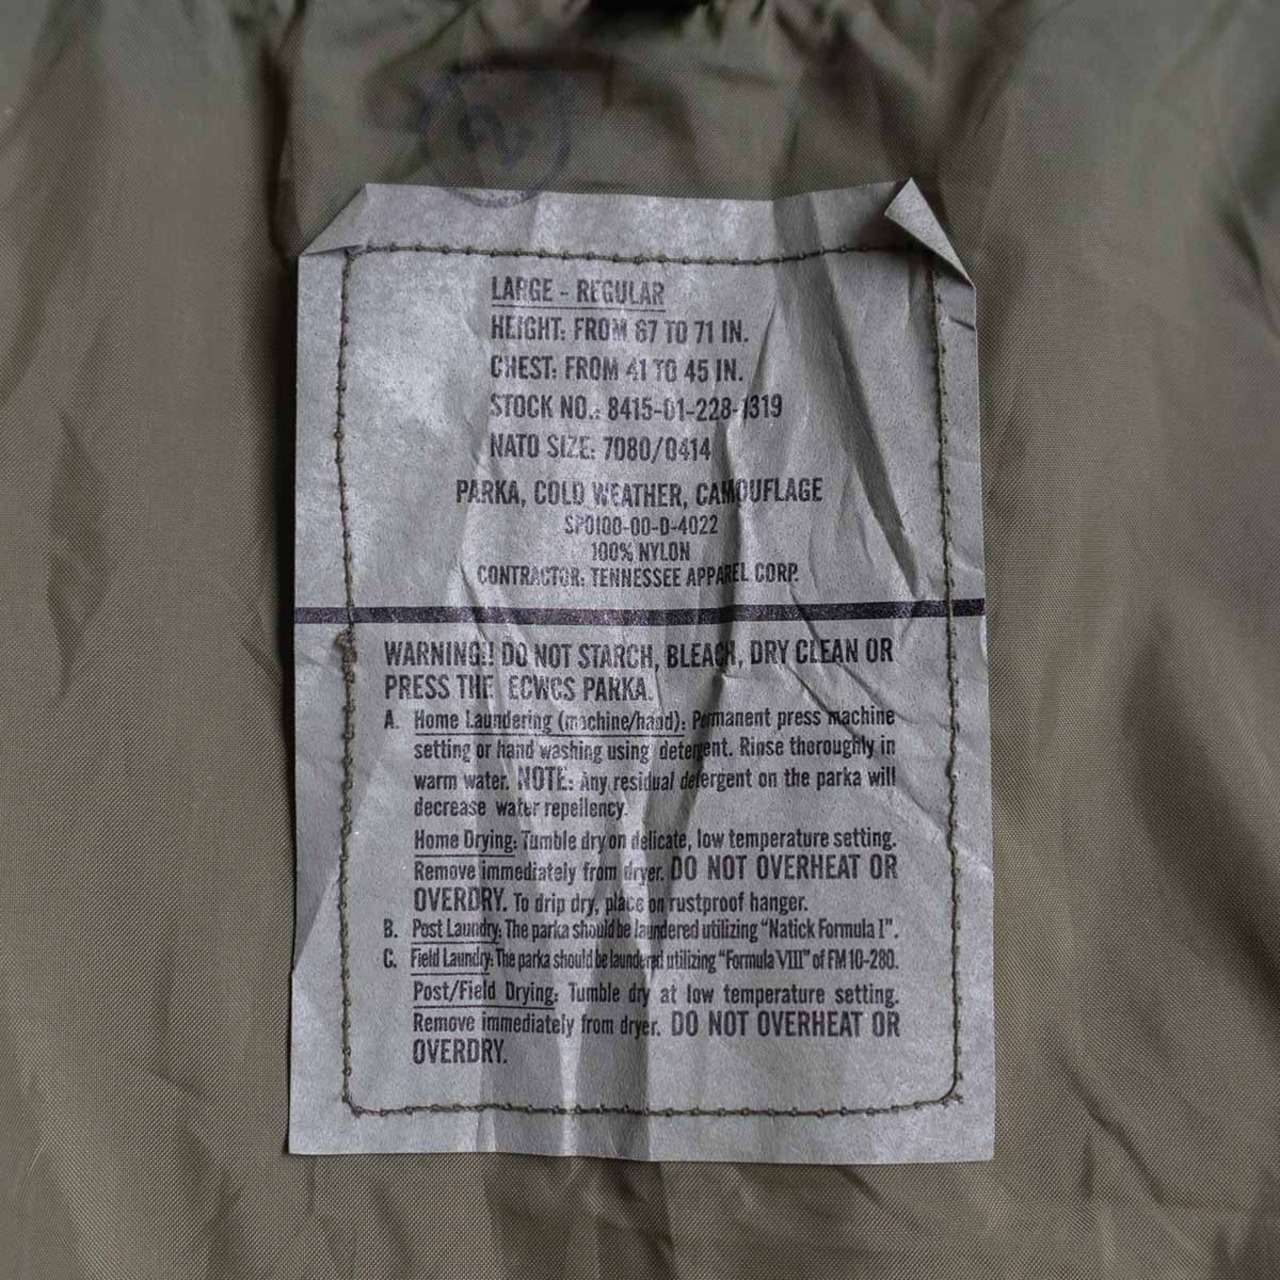 LARGE - REGULAR
HEIGHT: FROM 67 TO 71 IN.
CHEST: FROM 41 TO 45 IN.
STOCK NO.: 8415-01-228-1319
NATO SIZE: 7080/0414
PARKA, COLD WEATHER, CAMOUFLAGE
SPO100-00-D-4022
100% NYLON
CONTRACTOR: TENNESSEE APPAREL CORP.
WARNING!! DO NOT STARCH, BLEACH, DRY CLEAN OR
PRESS THE ECWCS PARKA.
A. Home Laundering (machine/hand): Permanent press machine
setting or hand washing using detergent. Rinse thoroughly in
warm water. NOTE: Any residual detergent on the parka will
decrease water repellency.
Home Drying: Tumble dry on delicate, low temperature setting.
Remove immediately from dryer. DO NOT OVERHEAT OR
OVERDRY. To drip dry, place on rustproof hanger.
B. Post Laundry: The parka should be laundered utilizing "Natick Formula I".
C. Field Laundry: The parka should be laundered utilizing "Formula VIII" of FM 10-280.
Post/Field Drying: Tumble dry at low temperature setting.
Remove immediately from dryer. DO NOT OVERHEAT OR
OVERDRY.